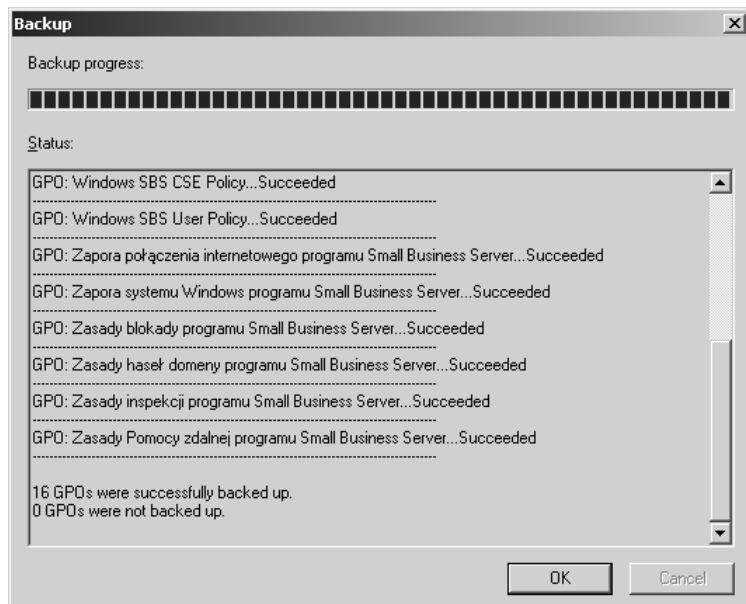 Backup
Backup progress:
Status:
GPO: Windows SBS CSE Policy...Succeeded
------------------------------------------------------------------------------------
GPO: Windows SBS User Policy...Succeeded
------------------------------------------------------------------------------------
GPO: Zapora połączenia internetowego programu Small Business Server...Succeeded
------------------------------------------------------------------------------------
GPO: Zapora systemu Windows programu Small Business Server...Succeeded
------------------------------------------------------------------------------------
GPO: Zasady blokady programu Small Business Server...Succeeded
------------------------------------------------------------------------------------
GPO: Zasady haseł domeny programu Small Business Server...Succeeded
------------------------------------------------------------------------------------
GPO: Zasady inspekcji programu Small Business Server...Succeeded
------------------------------------------------------------------------------------
GPO: Zasady Pomocy zdalnej programu Small Business Server...Succeeded
------------------------------------------------------------------------------------
16 GPOs were successfully backed up.
0 GPOs were not backed up.
OK Cancel